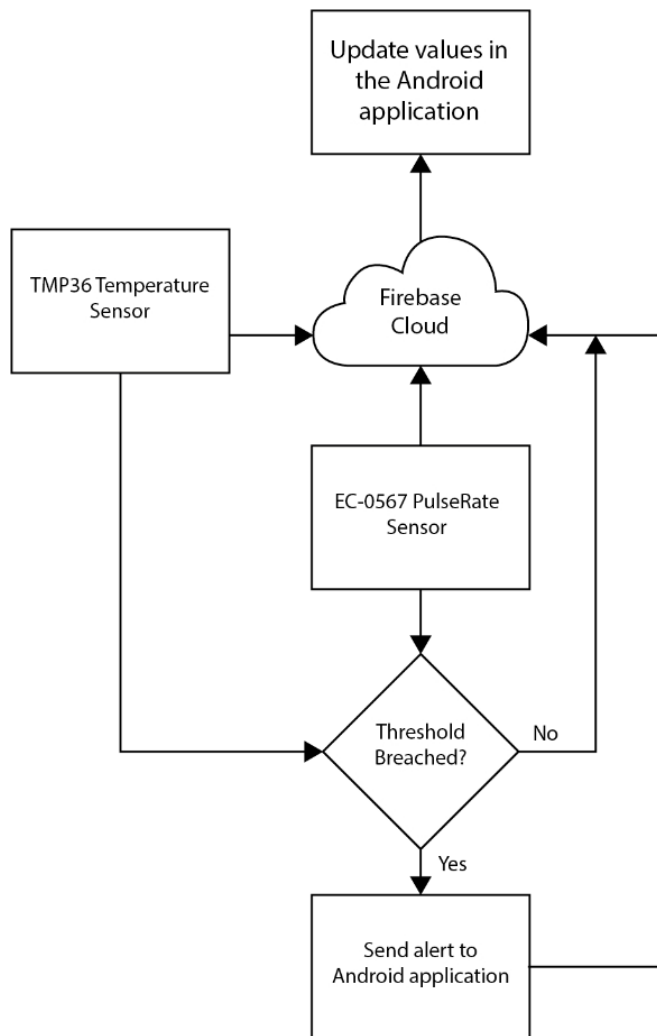 Update values in
the Android
application
TMP36 Temperature
Sensor
Firebase
Cloud
EC-0567 PulseRate
Sensor
Threshold
Breached?
No
Yes
Send alert to
Android application